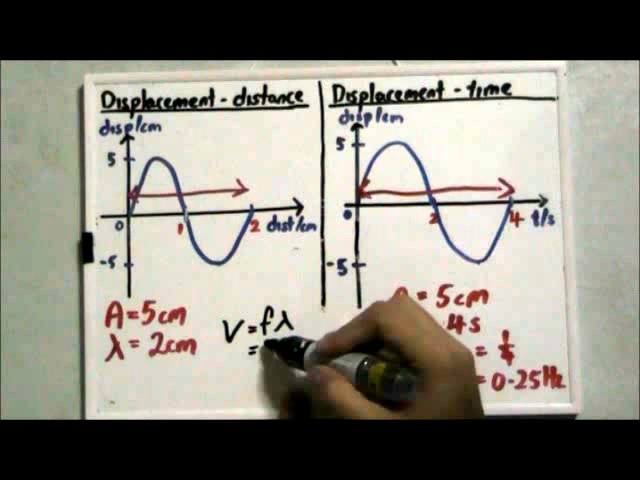 Displacement - distance
disp/cm
5
0
1
2
dist/cm
-5
A = 5cm
λ = 2cm
V = fλ
=
Displacement - time
disp/cm
5
0
2
4
t/s
-5
= 5cm
4s
= 1/4
= 0.25Hz